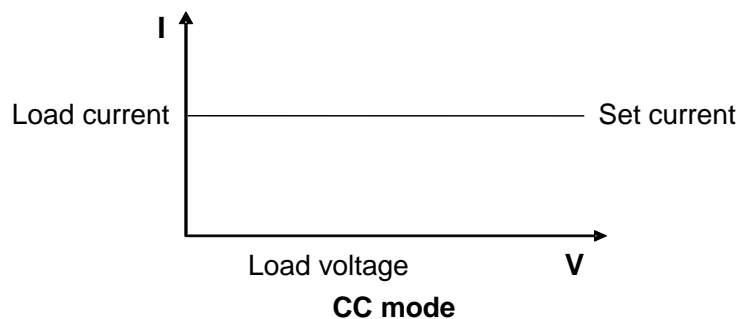 I
Load current
Set current
Load voltage
V
CC mode